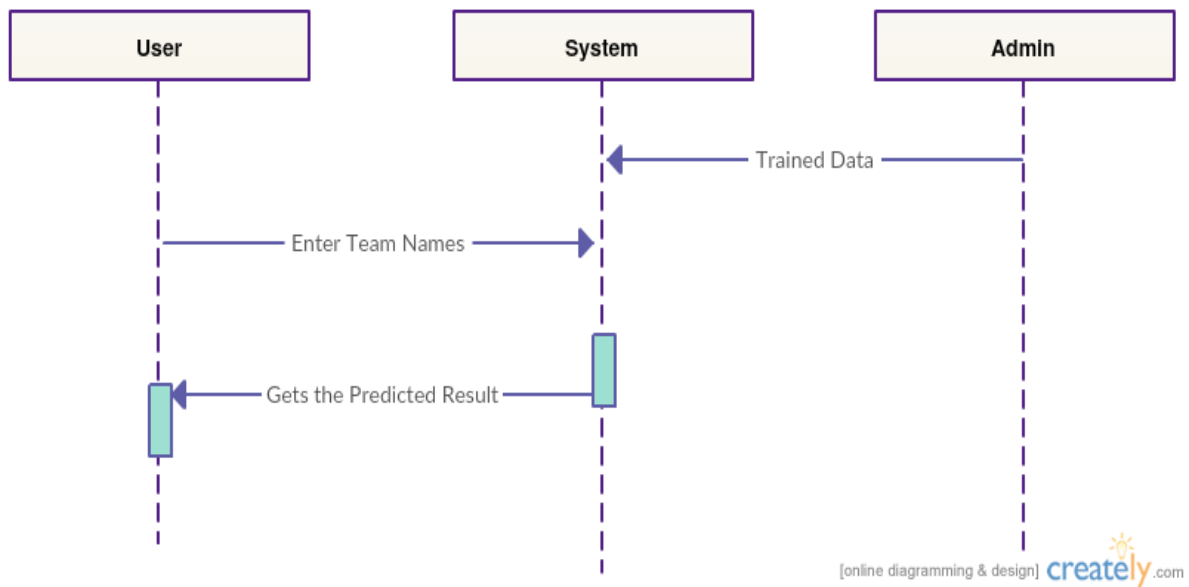 User
System
Admin
Trained Data
Enter Team Names
Gets the Predicted Result
[online diagramming & design] creately.com